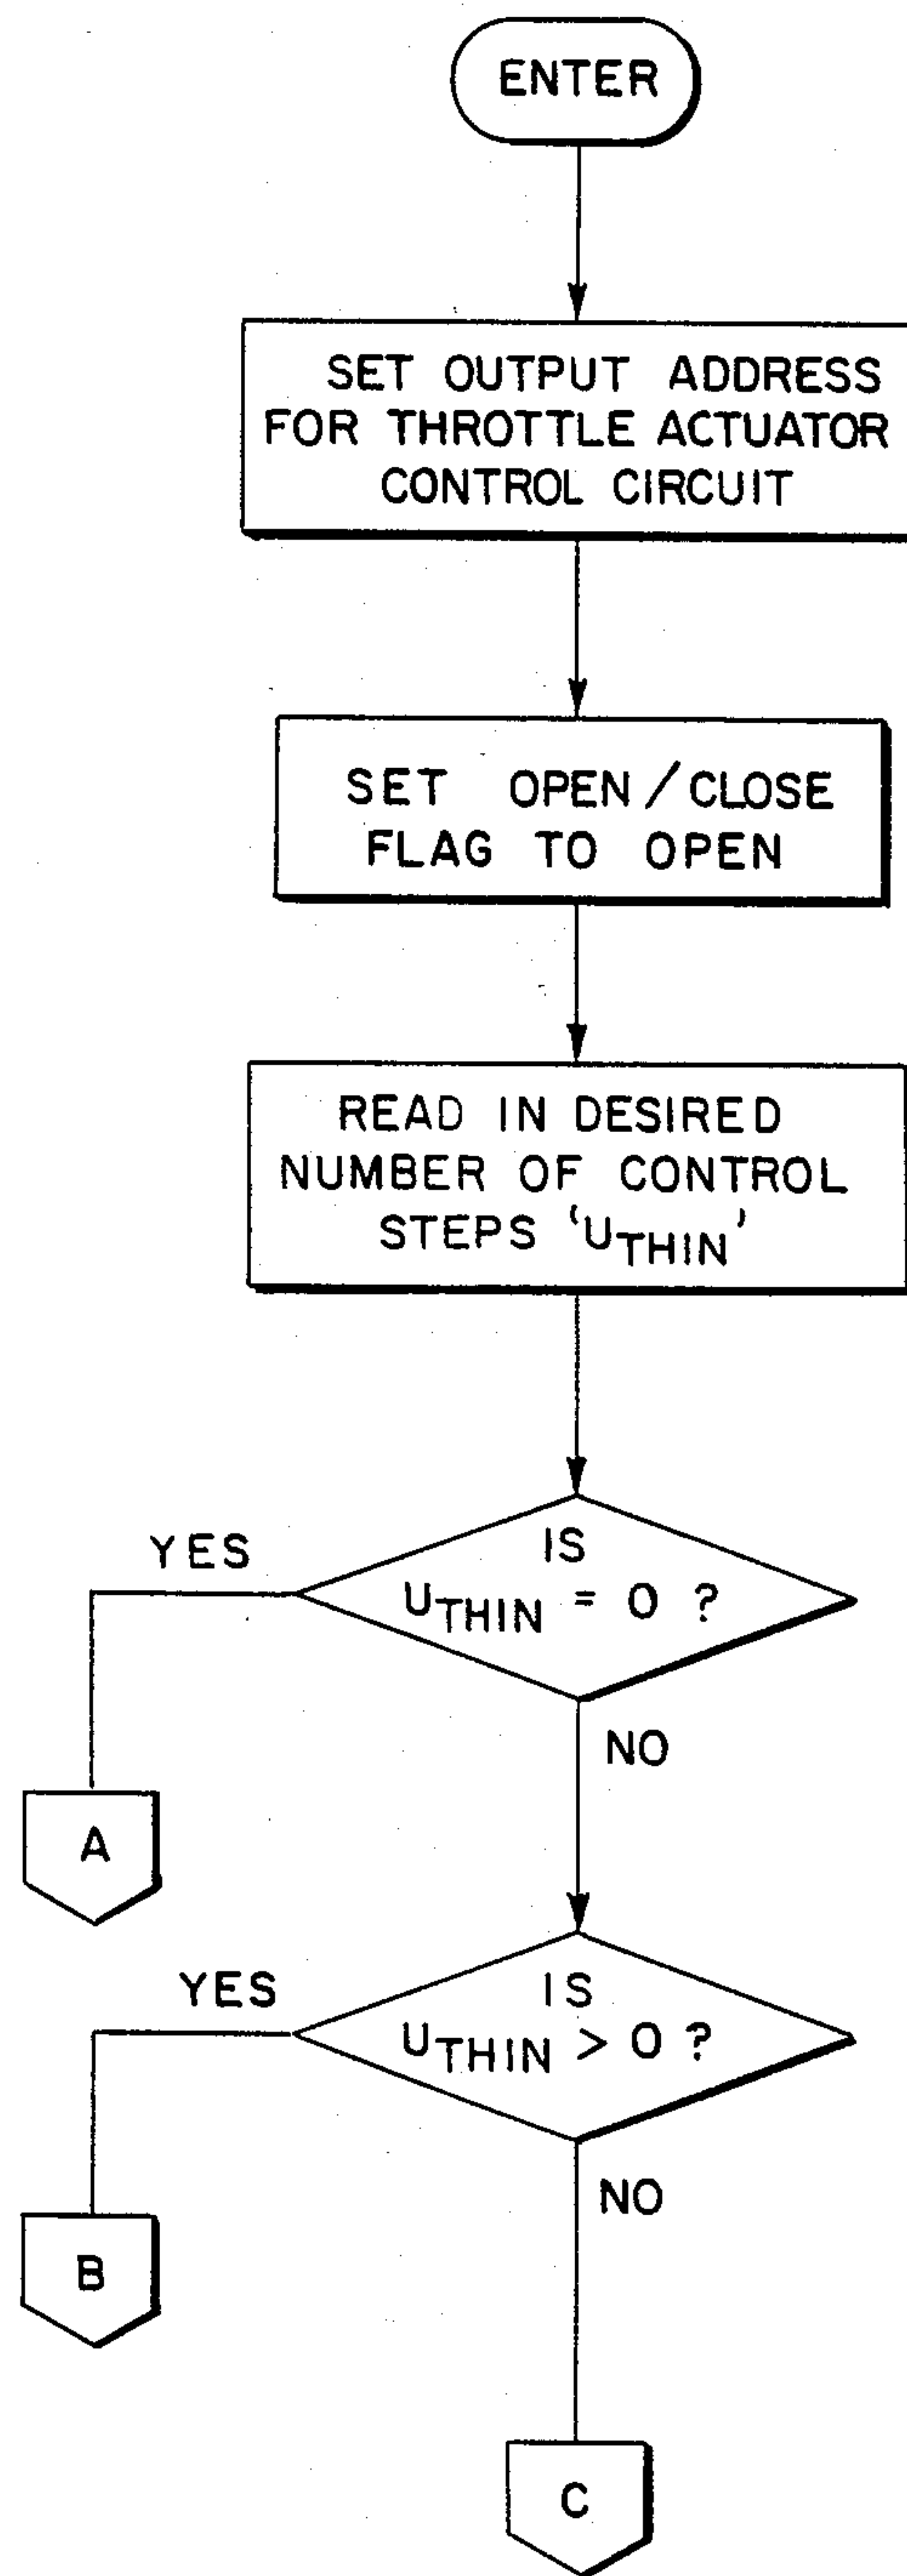 ENTER
SET OUTPUT ADDRESS
FOR THROTTLE ACTUATOR
CONTROL CIRCUIT
SET OPEN/CLOSE
FLAG TO OPEN
READ IN DESIRED
NUMBER OF CONTROL
STEPS 'UTHIN'
YES
IS
UTHIN = 0 ?
NO
A
YES
IS
UTHIN > 0 ?
NO
B
C